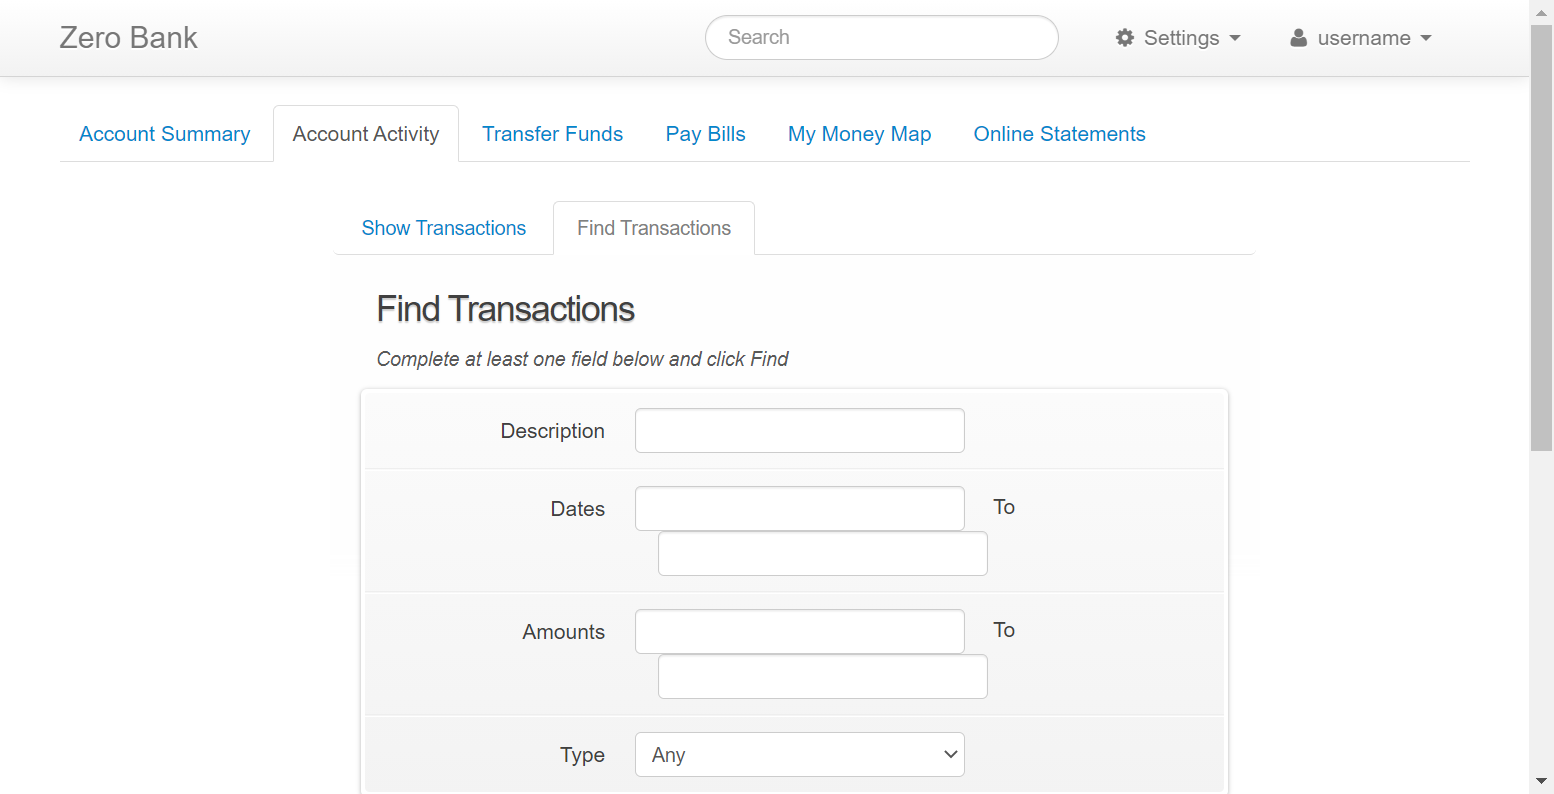 Zero Bank
Search
Settings
username
Account Summary
Account Activity
Transfer Funds
Pay Bills
My Money Map
Online Statements
Show Transactions
Find Transactions
Find Transactions
Complete at least one field below and click Find
Description
Dates
To
Amounts
To
Type
Any